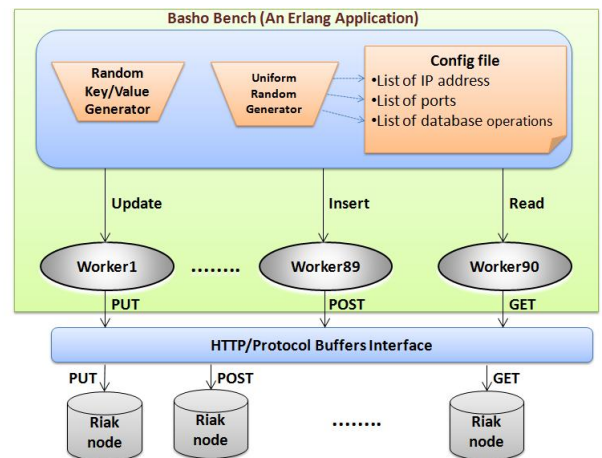 Basho Bench (An Erlang Application)
Random
Key/Value
Generator
Uniform
Random
Generator
Config file
•List of IP address
•List of ports
•List of database operations
Update
Insert
Read
Worker1
........
Worker89
Worker90
PUT
POST
GET
HTTP/Protocol Buffers Interface
PUT
POST
GET
Riak
node
Riak
node
........
Riak
node